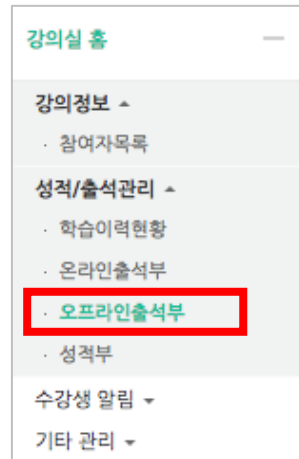 강의실 홈
강의정보
· 참여자목록
성적/출석관리
· 학습이력현황
· 온라인출석부
· 오프라인출석부
· 성적부
수강생 알림
기타 관리